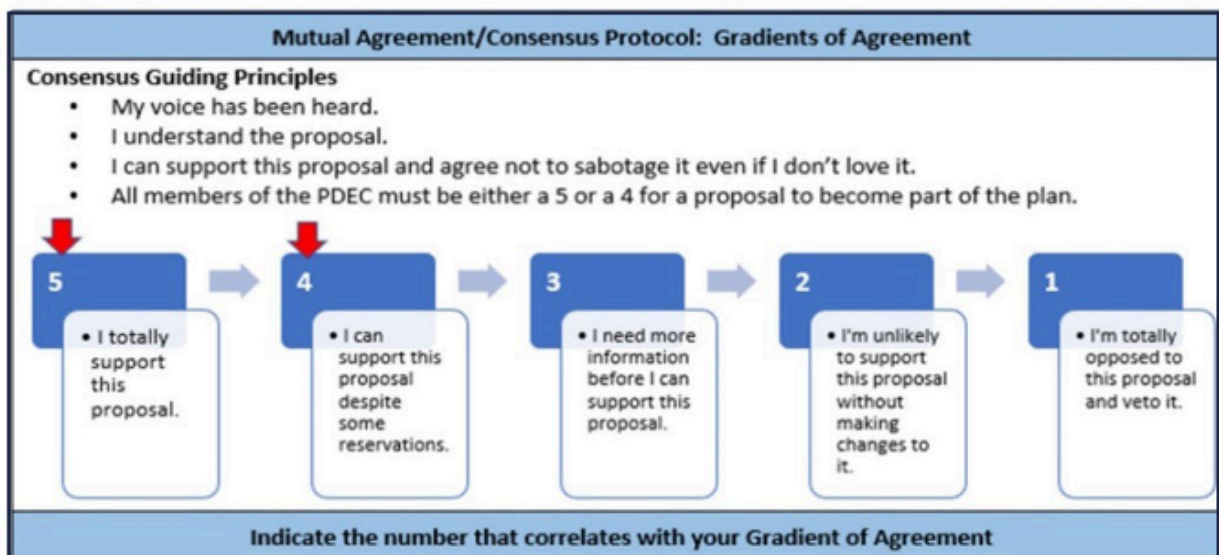 Mutual Agreement/Consensus Protocol: Gradients of Agreement
Consensus Guiding Principles
• My voice has been heard.
• I understand the proposal.
• I can support this proposal and agree not to sabotage it even if I don't love it.
• All members of the PDEC must be either a 5 or a 4 for a proposal to become part of the plan.
5
• I totally
support
this
proposal.
4
• I can
support this
proposal
despite
some
reservations.
3
• I need more
information
before I can
support this
proposal.
2
• I'm unlikely
to support
this proposal
without
making
changes to
it.
1
• I'm totally
opposed to
this proposal
and veto it.
Indicate the number that correlates with your Gradient of Agreement